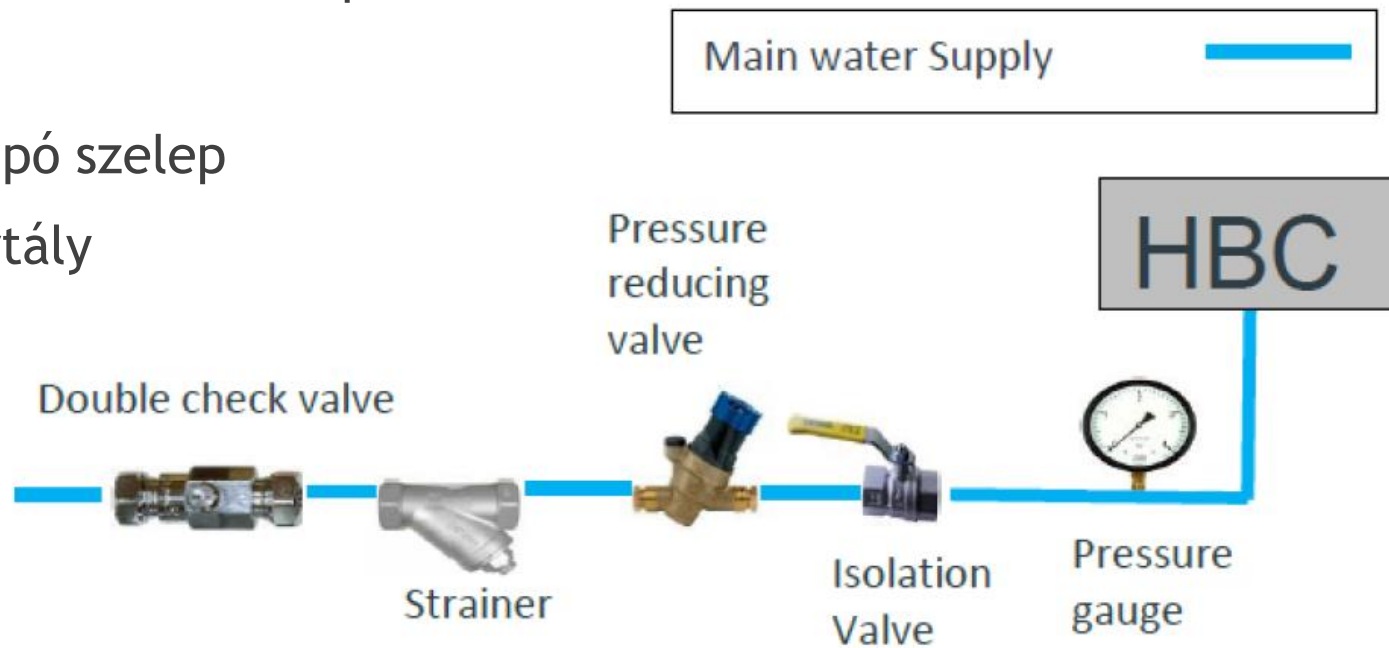 Main water Supply
pó szelep
tály
HBC
Pressure
reducing
valve
Double check valve
Strainer
Isolation
Valve
Pressure
gauge